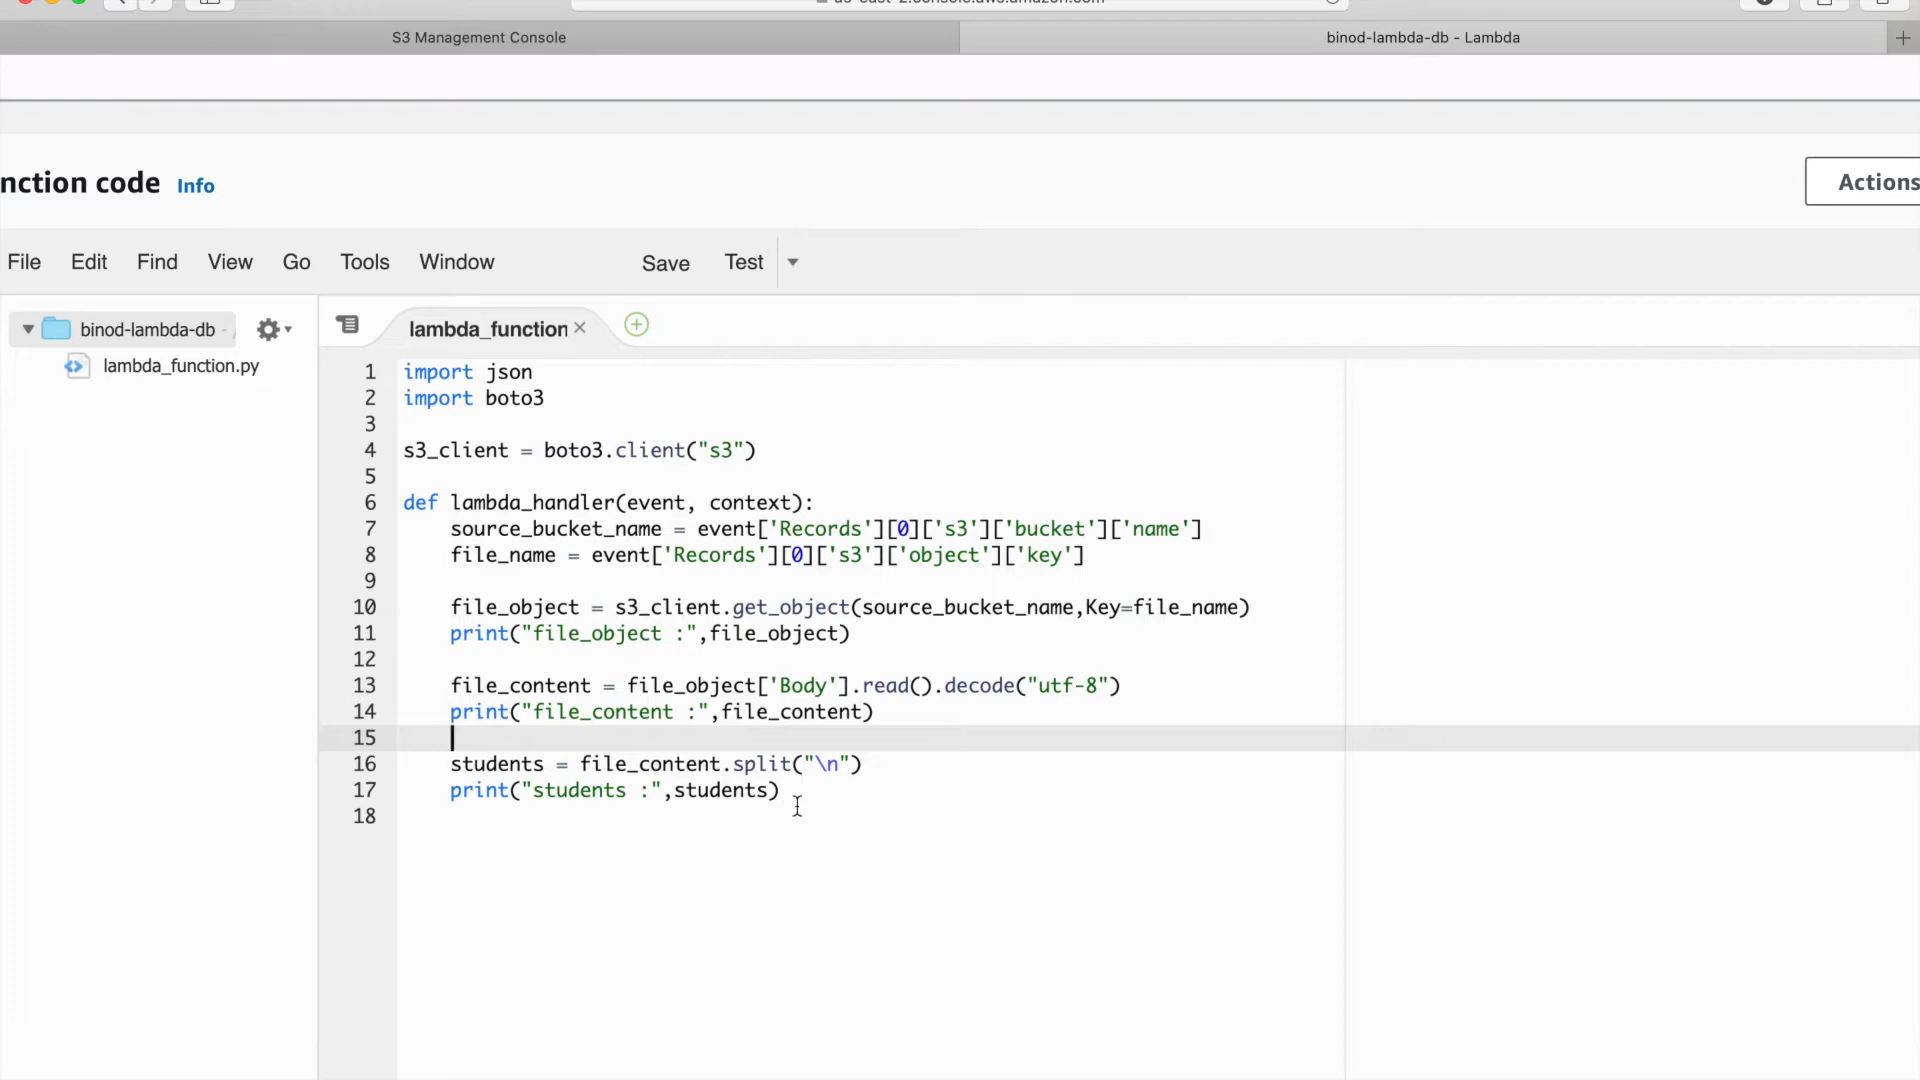 S3 Management Console
binod-lambda-db - Lambda
nction code Info
Actions
File Edit Find View Go Tools Window Save Test
binod-lambda-db -
lambda_function.py
lambda_function
1 import json
2 import boto3
3
4 s3_client = boto3.client("s3")
5
6 def lambda_handler(event, context):
7 source_bucket_name = event['Records'][0]['s3']['bucket']['name']
8 file_name = event['Records'][0]['s3']['object']['key']
9
10 file_object = s3_client.get_object(source_bucket_name,Key=file_name)
11 print("file_object :",file_object)
12
13 file_content = file_object['Body'].read().decode("utf-8")
14 print("file_content :",file_content)
15
16 students = file_content.split("\n")
17 print("students :",students)
18